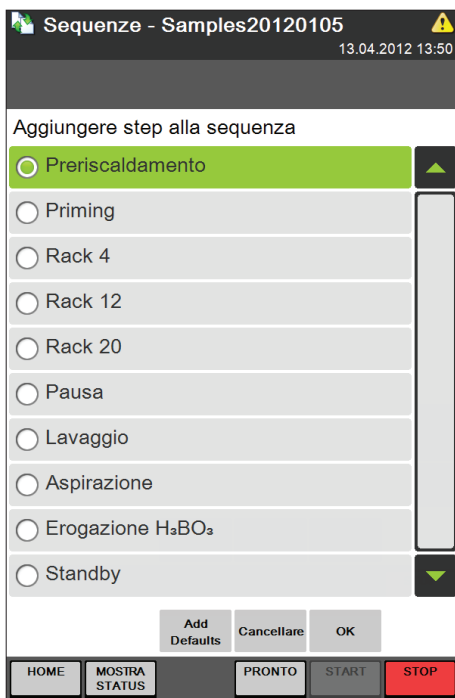 Sequenze - Samples20120105
13.04.2012 13:50
Aggiungere step alla sequenza
Preriscaldamento
Priming
Rack 4
Rack 12
Rack 20
Pausa
Lavaggio
Aspirazione
Erogazione H₃BO₃
Standby
Add Defaults Cancellare OK
HOME MOSTRA STATUS PRONTO START STOP